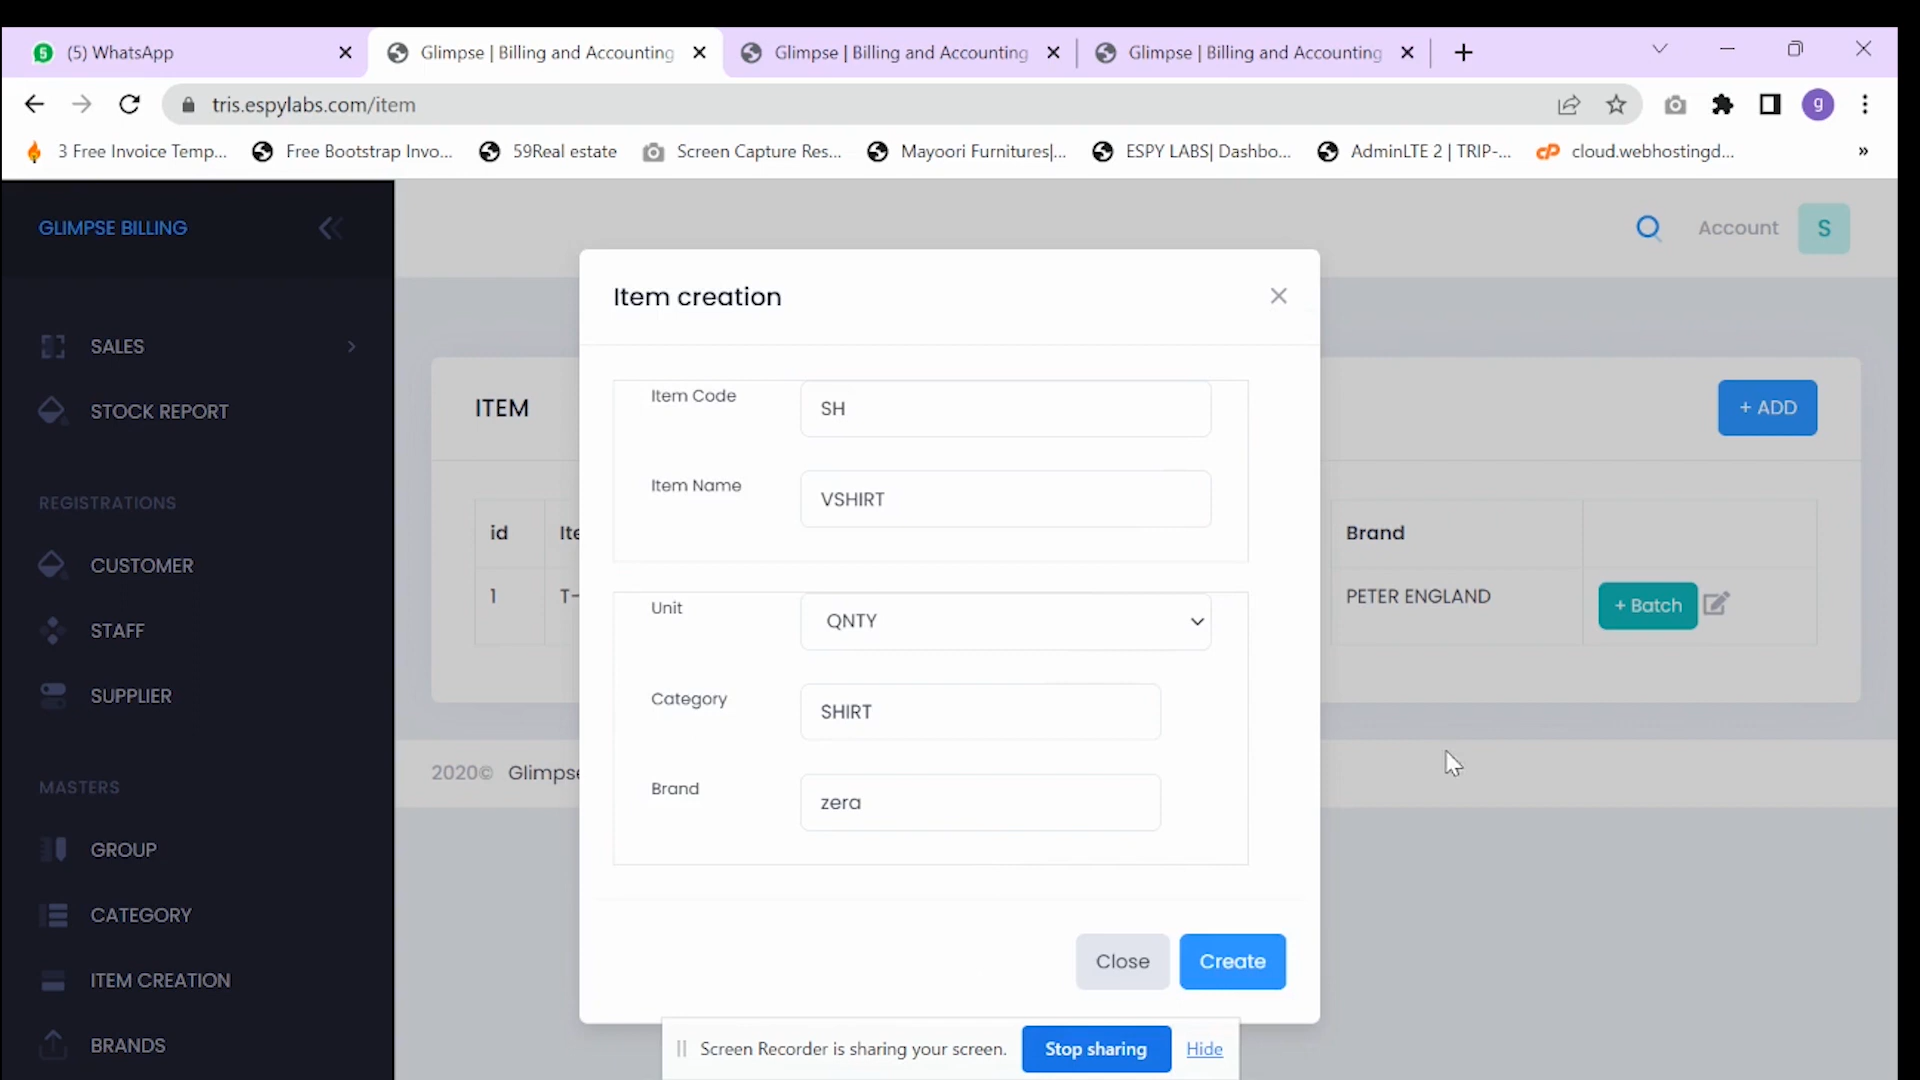 (5) WhatsApp
Glimpse | Billing and Accounting
Glimpse | Billing and Accounting
Glimpse | Billing and Accounting
tris.espylabs.com/item
g
3 Free Invoice Temp...
Free Bootstrap Invo...
59Real estate
Screen Capture Res...
Mayoori Furnitures|...
ESPY LABS| Dashbo...
AdminLTE 2 | TRIP-...
cloud.webhostingd...
»
GLIMPSE BILLING
Account
S
SALES
STOCK REPORT
REGISTRATIONS
CUSTOMER
STAFF
SUPPLIER
MASTERS
GROUP
CATEGORY
ITEM CREATION
BRANDS
ITEM
+ ADD
id
Ite
Brand
1
T-
PETER ENGLAND
+ Batch
2020© Glimpse
Item creation
Item Code
SH
Item Name
VSHIRT
Unit
QNTY
Category
SHIRT
Brand
zera
Close
Create
Screen Recorder is sharing your screen.
Stop sharing
Hide